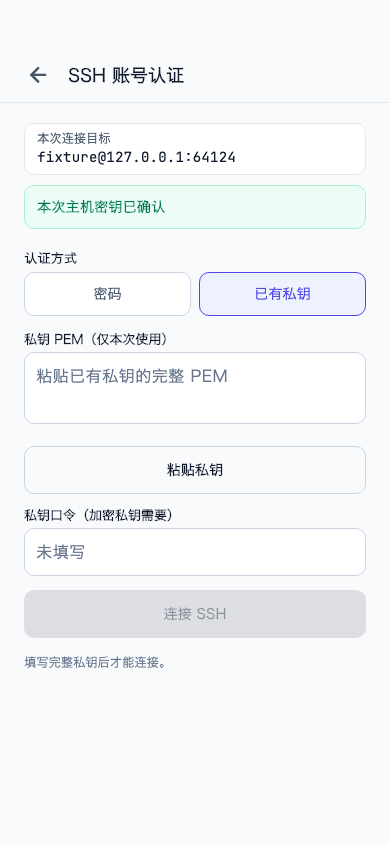 SSH 账号认证
本次连接目标
fixture@127.0.0.1:64124
本次主机密钥已确认
认证方式
密码
已有私钥
私钥 PEM（仅本次使用）
粘贴已有私钥的完整 PEM
粘贴私钥
私钥口令（加密私钥需要）
未填写
连接 SSH
填写完整私钥后才能连接。